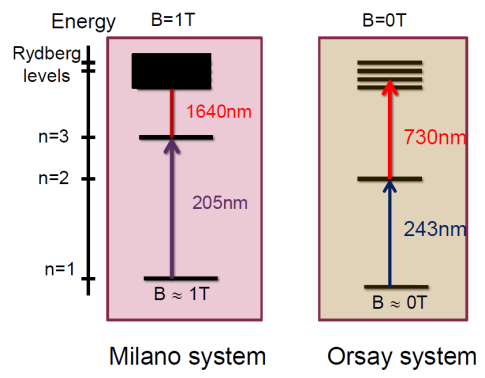 Energy
B=1T
B=0T
Rydberg
levels
1640nm
730nm
n=3
n=2
205nm
243nm
n=1
B ≈ 1T
B ≈ 0T
Milano system
Orsay system